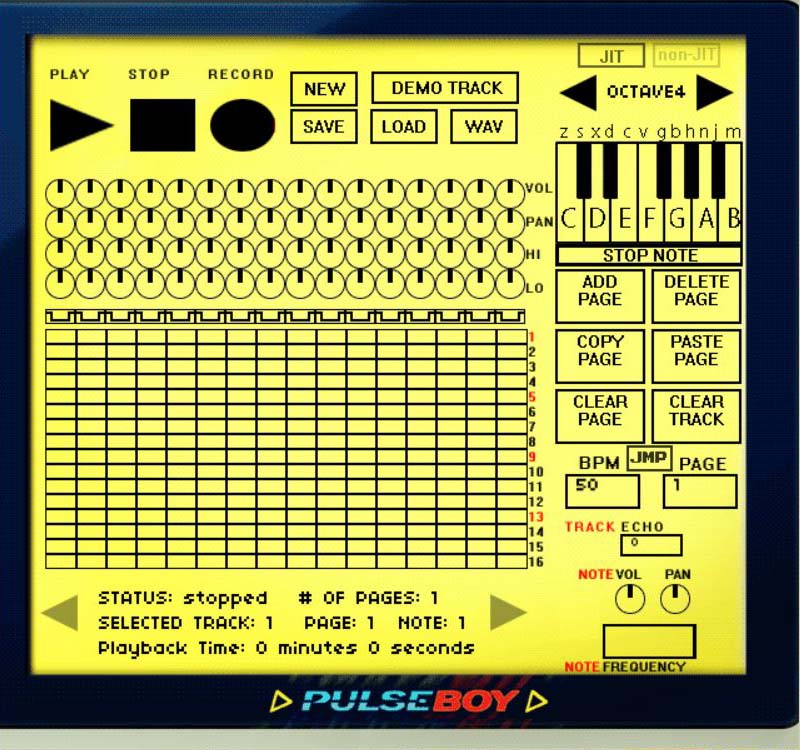 JIT non-JIT
PLAY STOP RECORD
NEW DEMO TRACK
OCTAVE4
SAVE LOAD WAV
z s x d c v g b h n j m
VOL
PAN
HI
LO
C D E F G A B
STOP NOTE
ADD PAGE
DELETE PAGE
COPY PAGE
PASTE PAGE
CLEAR PAGE
CLEAR TRACK
1
2
3
4
5
6
7
8
9
10
11
12
13
14
15
16
BPM JMP PAGE
50 1
TRACK ECHO
0
NOTE VOL PAN
NOTE FREQUENCY
STATUS: stopped # OF PAGES: 1
SELECTED TRACK: 1 PAGE: 1 NOTE: 1
Playback Time: 0 minutes 0 seconds
PULSEBOY